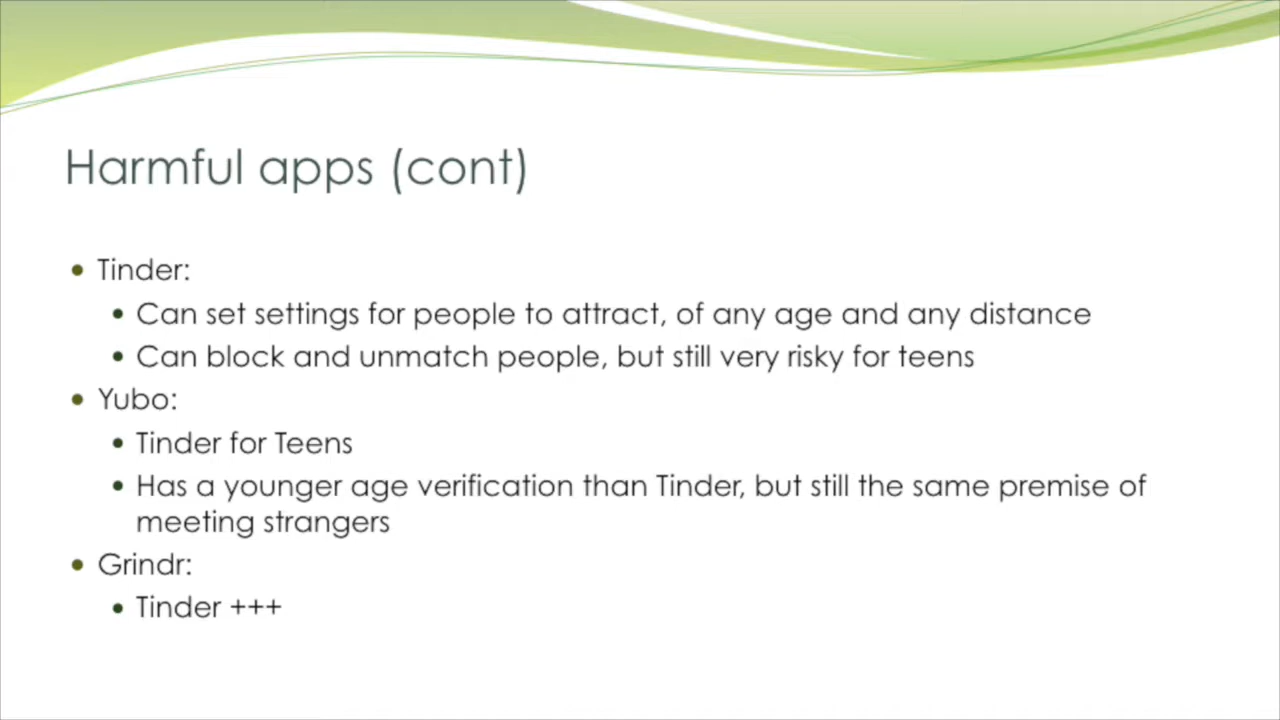 Harmful apps (cont)
• Tinder:
• Can set settings for people to attract, of any age and any distance
• Can block and unmatch people, but still very risky for teens
• Yubo:
• Tinder for Teens
• Has a younger age verification than Tinder, but still the same premise of
meeting strangers
• Grindr:
• Tinder +++